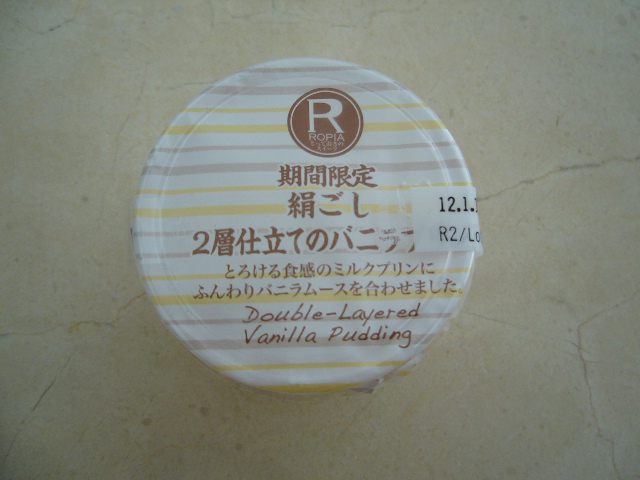 R
ROPIA
期間限定
絹ごし
2層仕立てのバニラ
とろける食感のミルクプリンに
ふんわりバニラムースを合わせました。
Double-Layered
Vanilla Pudding
12.1.
R2/Lo